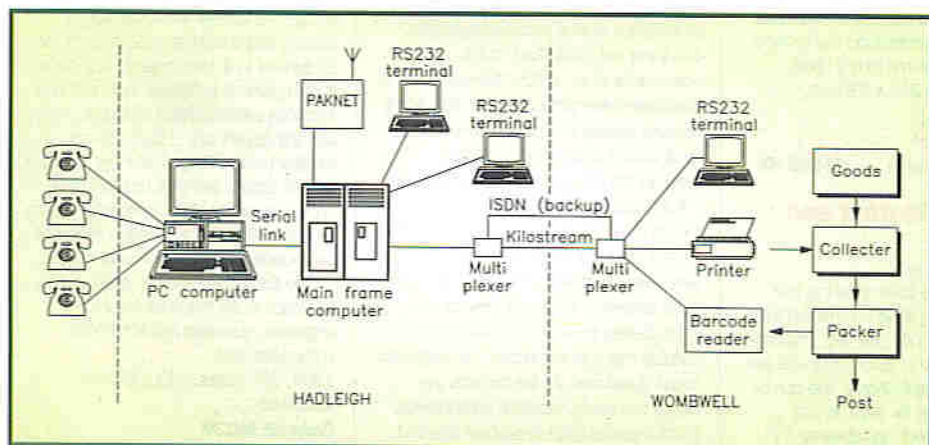 PAKNET
RS232
terminal
RS232
terminal
RS232
terminal
Goods
Serial
link
ISDN (backup)
Kilostream
Collecter
PC computer
Main frame
computer
Multi
plexer
Multi
plexer
Printer
Barcode
reader
Packer
HADLEIGH
WOMBWELL
Post